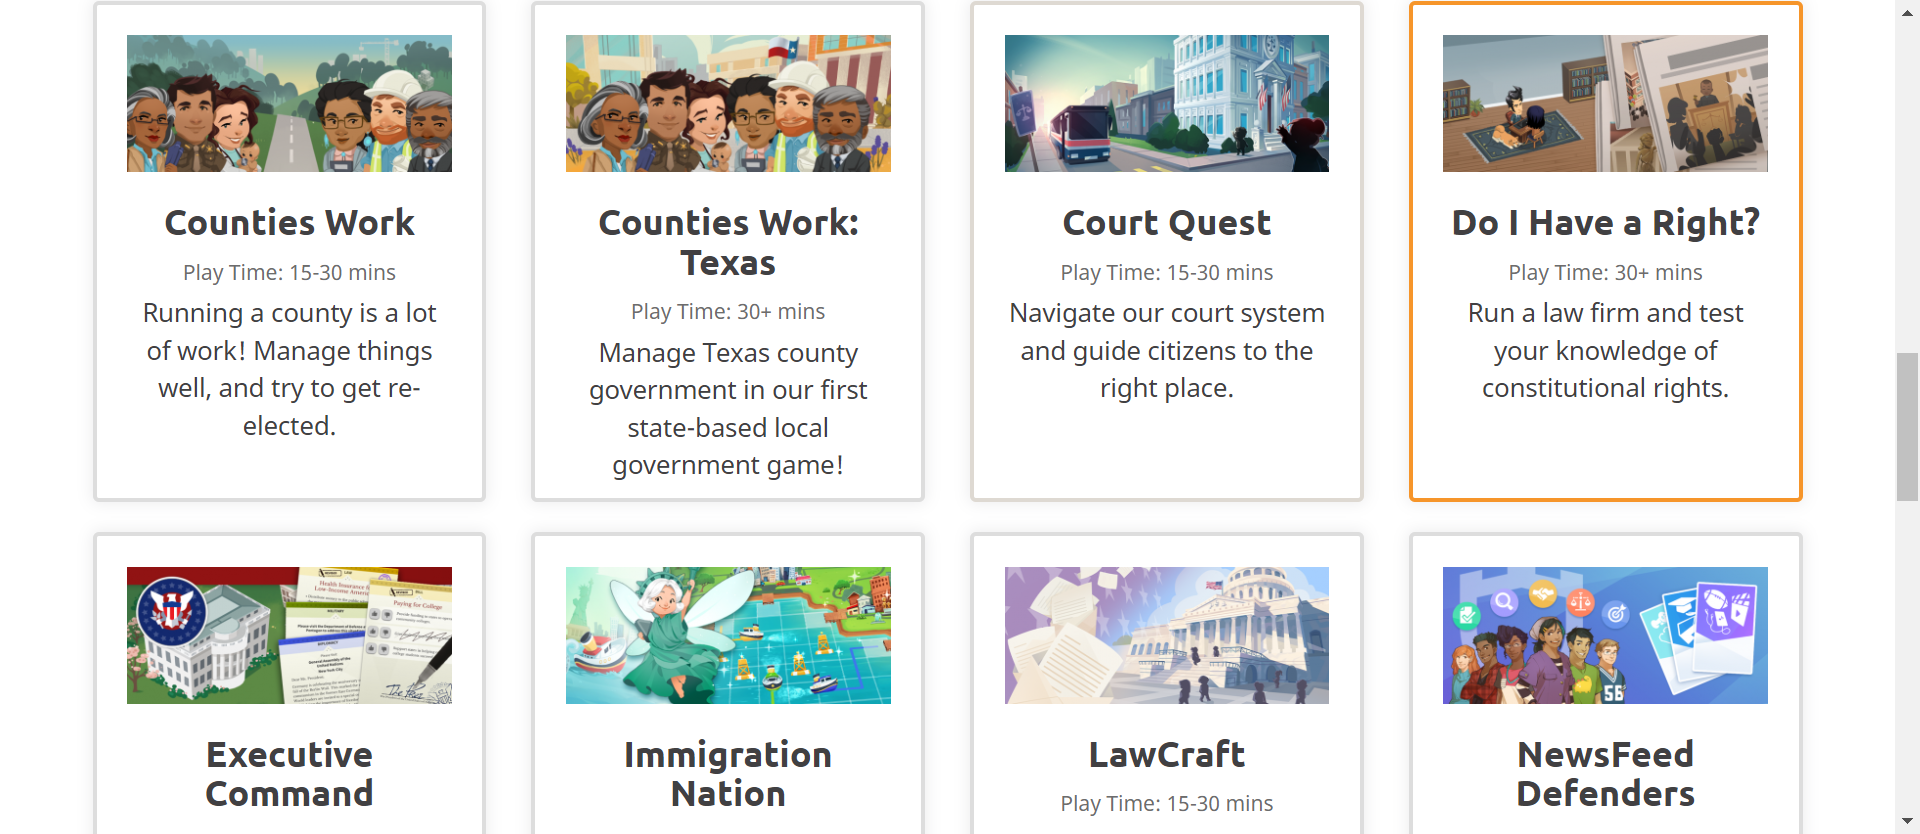 Counties Work
Play Time: 15-30 mins
Running a county is a lot
of work! Manage things
well, and try to get re-
elected.
Counties Work:
Texas
Play Time: 30+ mins
Manage Texas county
government in our first
state-based local
government game!
Court Quest
Play Time: 15-30 mins
Navigate our court system
and guide citizens to the
right place.
Do I Have a Right?
Play Time: 30+ mins
Run a law firm and test
your knowledge of
constitutional rights.
Paying for College
56
Executive
Command
Immigration
Nation
LawCraft
Play Time: 15-30 mins
NewsFeed
Defenders